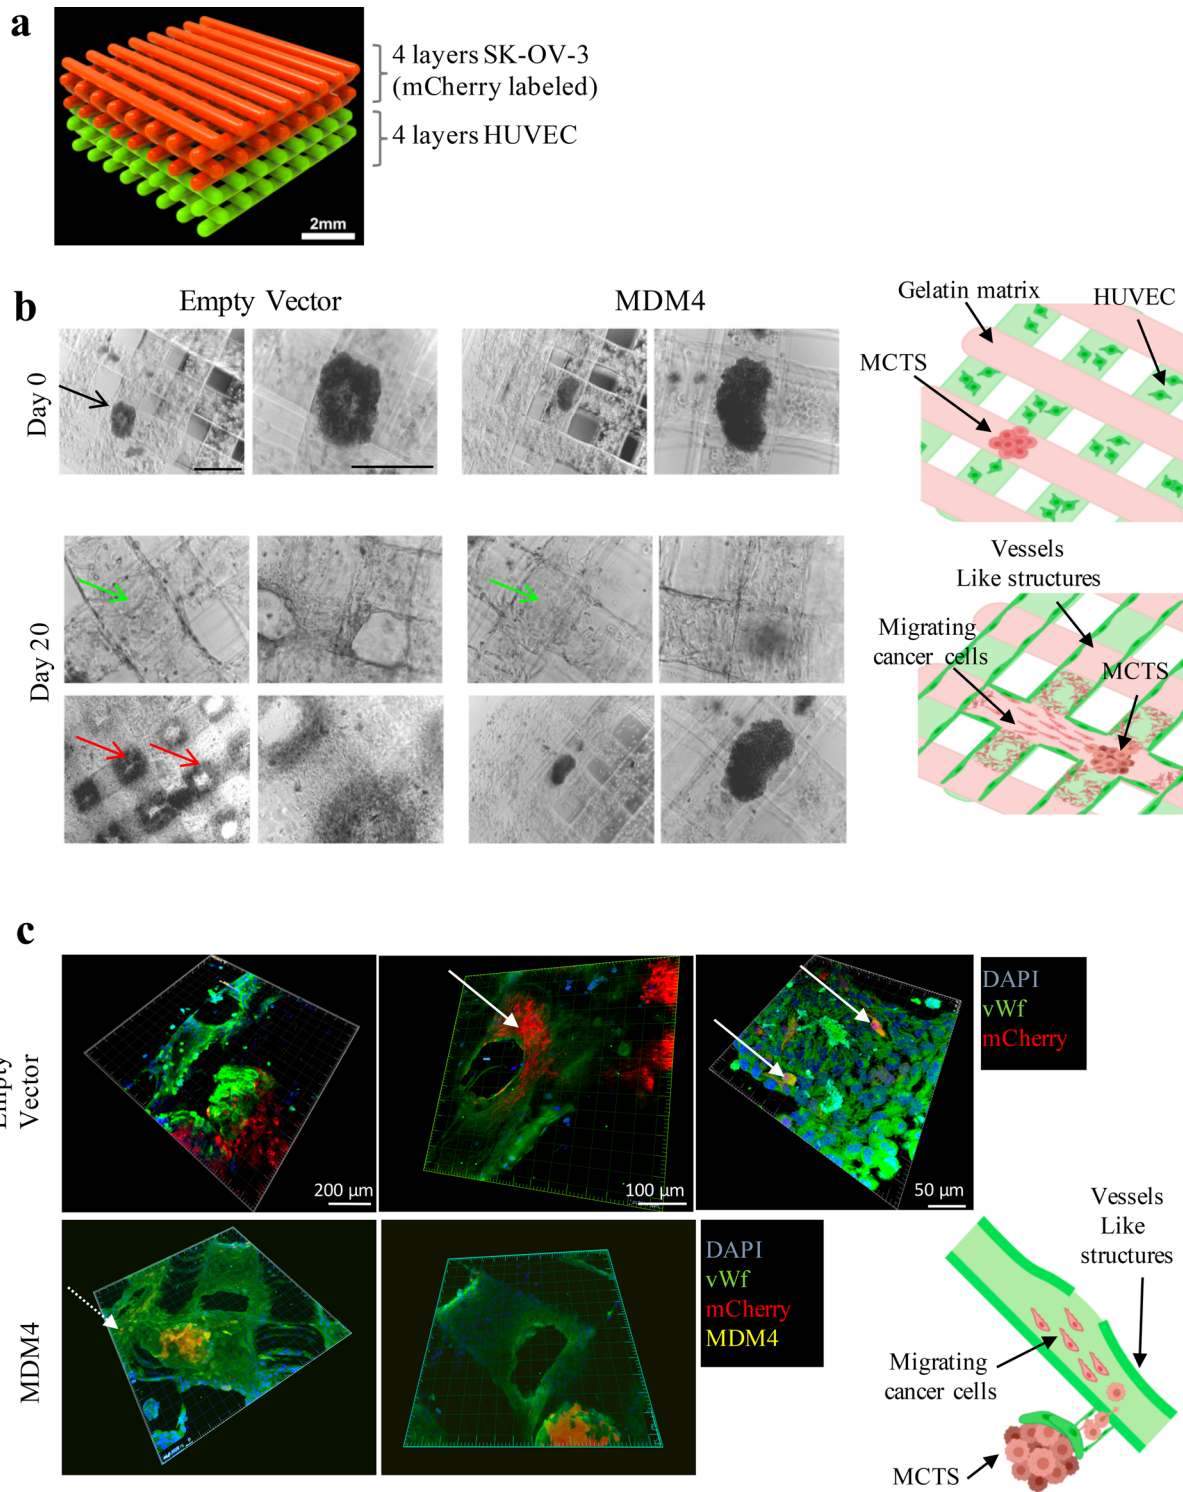 a
4 layers SK-OV-3
(mCherry labeled)
4 layers HUVEC
2mm
b
Empty Vector
MDM4
Day 0
Day 20
Gelatin matrix
HUVEC
MCTS
Vessels
Like structures
Migrating
cancer cells
MCTS
c
Empty
Vector
200 µm
100 µm
50 µm
DAPI
vWf
mCherry
MDM4
DAPI
vWf
mCherry
MDM4
Vessels
Like
structures
Migrating
cancer cells
MCTS